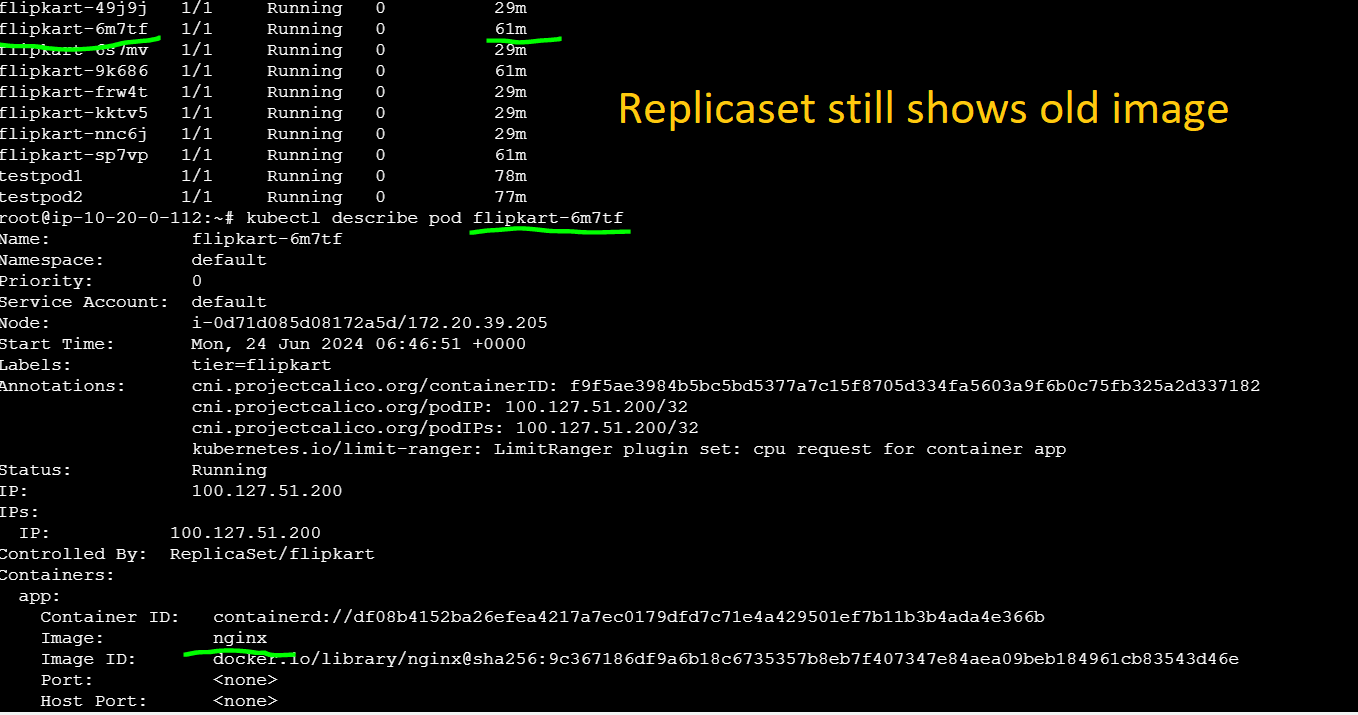 flipkart-49j9j 1/1 Running 0 29m
flipkart-6m7tf 1/1 Running 0 61m
flipkart-6s7mv 1/1 Running 0 29m
flipkart-9k686 1/1 Running 0 61m
flipkart-frw4t 1/1 Running 0 29m
flipkart-kktv5 1/1 Running 0 29m
flipkart-nnc6j 1/1 Running 0 29m
flipkart-sp7vp 1/1 Running 0 61m
testpod1 1/1 Running 0 78m
testpod2 1/1 Running 0 77m
Replicaset still shows old image
root@ip-10-20-0-112:~# kubectl describe pod flipkart-6m7tf
Name: flipkart-6m7tf
Namespace: default
Priority: 0
Service Account: default
Node: i-0d71d085d08172a5d/172.20.39.205
Start Time: Mon, 24 Jun 2024 06:46:51 +0000
Labels: tier=flipkart
Annotations: cni.projectcalico.org/containerID: f9f5ae3984b5bc5bd5377a7c15f8705d334fa5603a9f6b0c75fb325a2d337182
cni.projectcalico.org/podIP: 100.127.51.200/32
cni.projectcalico.org/podIPs: 100.127.51.200/32
kubernetes.io/limit-ranger: LimitRanger plugin set: cpu request for container app
Status: Running
IP: 100.127.51.200
IPs:
IP: 100.127.51.200
Controlled By: ReplicaSet/flipkart
Containers:
app:
Container ID: containerd://df08b4152ba26efea4217a7ec0179dfd7c71e4a429501ef7b11b3b4ada4e366b
Image: nginx
Image ID: docker.io/library/nginx@sha256:9c367186df9a6b18c6735357b8eb7f407347e84aea09beb184961cb83543d46e
Port: <none>
Host Port: <none>